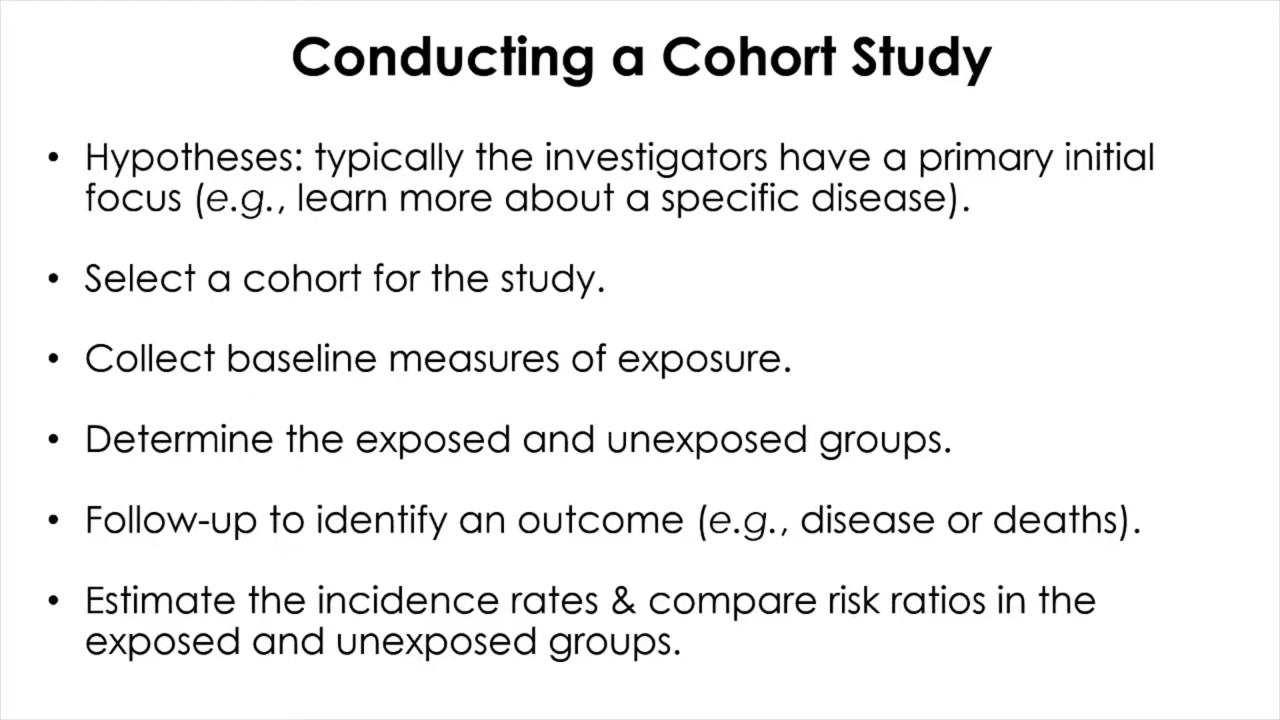 Conducting a Cohort Study
• Hypotheses: typically the investigators have a primary initial
focus (e.g., learn more about a specific disease).
• Select a cohort for the study.
• Collect baseline measures of exposure.
• Determine the exposed and unexposed groups.
• Follow-up to identify an outcome (e.g., disease or deaths).
• Estimate the incidence rates & compare risk ratios in the
exposed and unexposed groups.